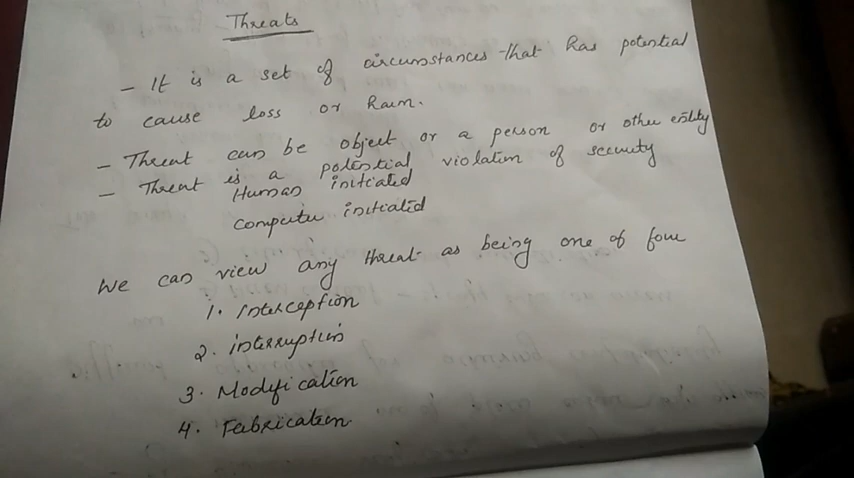 Threats
- It is a set of circumstances that has potential
to cause loss or harm.
- Threat can be object or a person or other entity
- Threat is a potential violation of security
Human initiated
computer initiated
We can view any threat as being one of four
1. Interception
2. interruption
3. Modification
4. Fabrication.